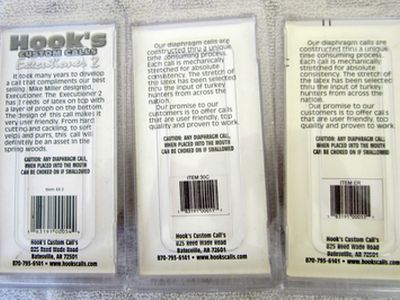 Hook's
CUSTOM CALLS
Executioner 2
It took many years to develop
a call that compliments our best
selling, Mike Miller designed,
Executioner. The Executioner 2
has 2 reeds of latex on top with
a layer of proph on the bottom.
The design of this call makes it
very user friendly. From hard
cutting and cackling, to soft
yelps and purrs, this call will
definitely be an asset in the
spring woods.
CAUTION: ANY DIAPHRAGM CALL,
WHEN PLACED INTO THE MOUTH
CAN BE CHOKED ON IF SWALLOWED
Hook's Custom Call's
825 Reed Wade Road
Batesville, AR 72501
870-795-6141 • www.hookscalls.com
Our diaphragm calls are
constructed thru a unique
time consuming process.
Each call is mechanically
stretched for absolute
consistency. The stretch of
the latex has been selected
thru the input of turkey
hunters from across the
nation.
Our promise to our
customers is to offer calls
that are user friendly, top
quality and proven to work.
CAUTION: ANY DIAPHRAGM CALL,
WHEN PLACED INTO THE MOUTH
CAN BE CHOKED ON IF SWALLOWED
ITEM 30C
Hook's Custom Call's
825 Reed Wade Road
Batesville, AR 72501
870-795-6141 • www.hookscalls.com
Our diaphragm calls are
constructed thru a unique
time consuming process.
Each call is mechanically
stretched for absolute
consistency. The stretch of
the latex has been selected
thru the input of turkey
hunters from across the
nation.
Our promise to our
customers is to offer calls
that are user friendly, top
quality and proven to work.
CAUTION: ANY DIAPHRAGM CALL,
WHEN PLACED INTO THE MOUTH
CAN BE CHOKED ON IF SWALLOWED
ITEM ER
Hook's Custom Call's
825 Reed Wade Road
Batesville, AR 72501
870-795-6141 • www.hookscalls.com